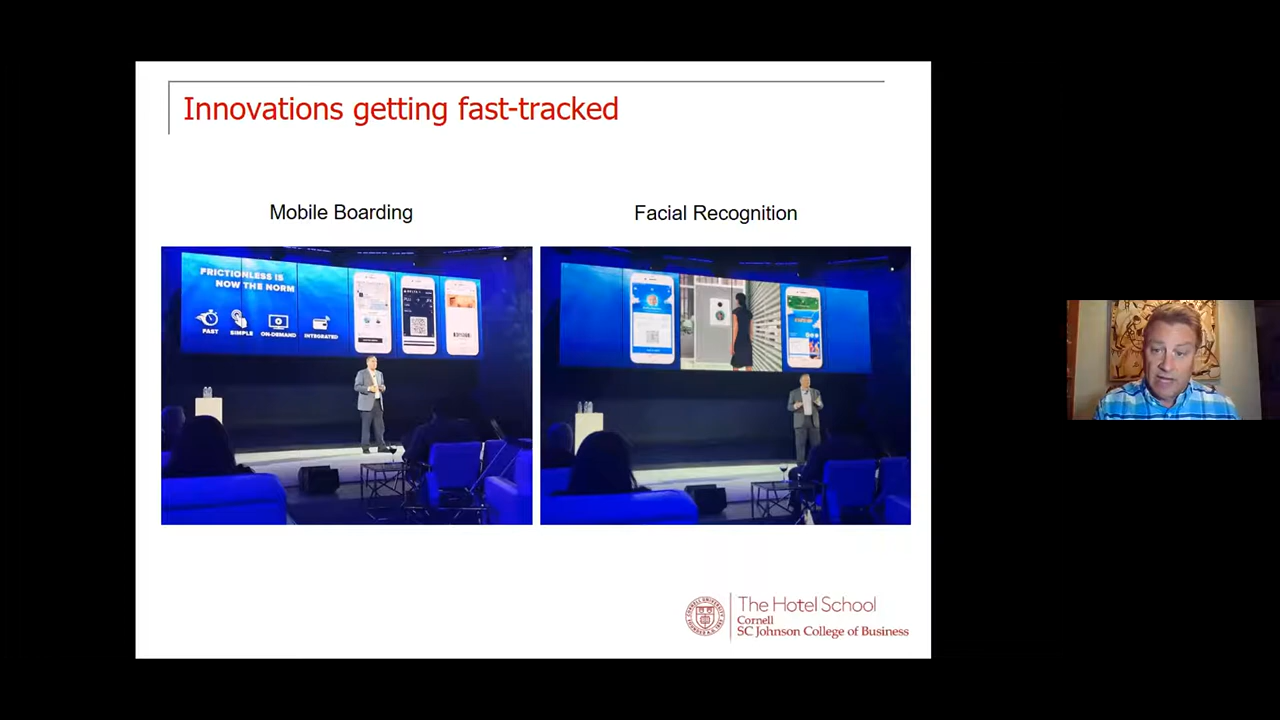 Innovations getting fast-tracked
Mobile Boarding
Facial Recognition
FRICTIONLESS IS
NOW THE NORM
FAST
SIMPLE
ON-DEMAND
INTEGRATED
The Hotel School
Cornell
SC Johnson College of Business